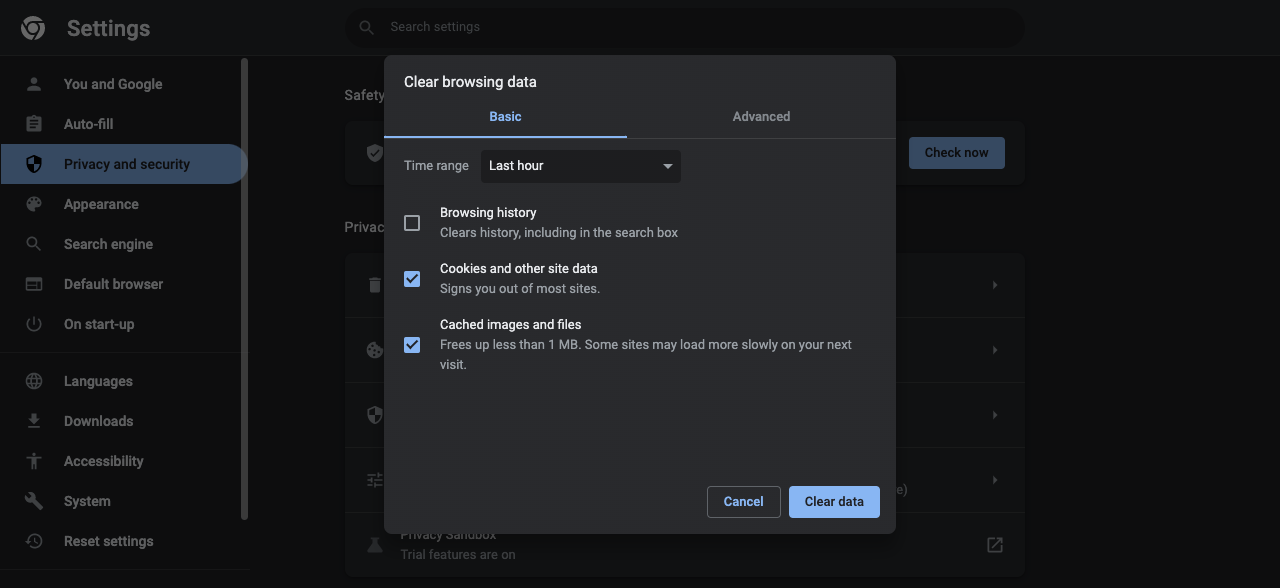 Settings
Search settings
You and Google
Auto-fill
Privacy and security
Appearance
Search engine
Default browser
On start-up
Languages
Downloads
Accessibility
System
Reset settings
Safety
Check now
Privac
Clear browsing data
Basic
Advanced
Time range
Last hour
Browsing history
Clears history, including in the search box
Cookies and other site data
Signs you out of most sites.
Cached images and files
Frees up less than 1 MB. Some sites may load more slowly on your next
visit.
Cancel
Clear data
e)
Privacy Sandbox
Trial features are on